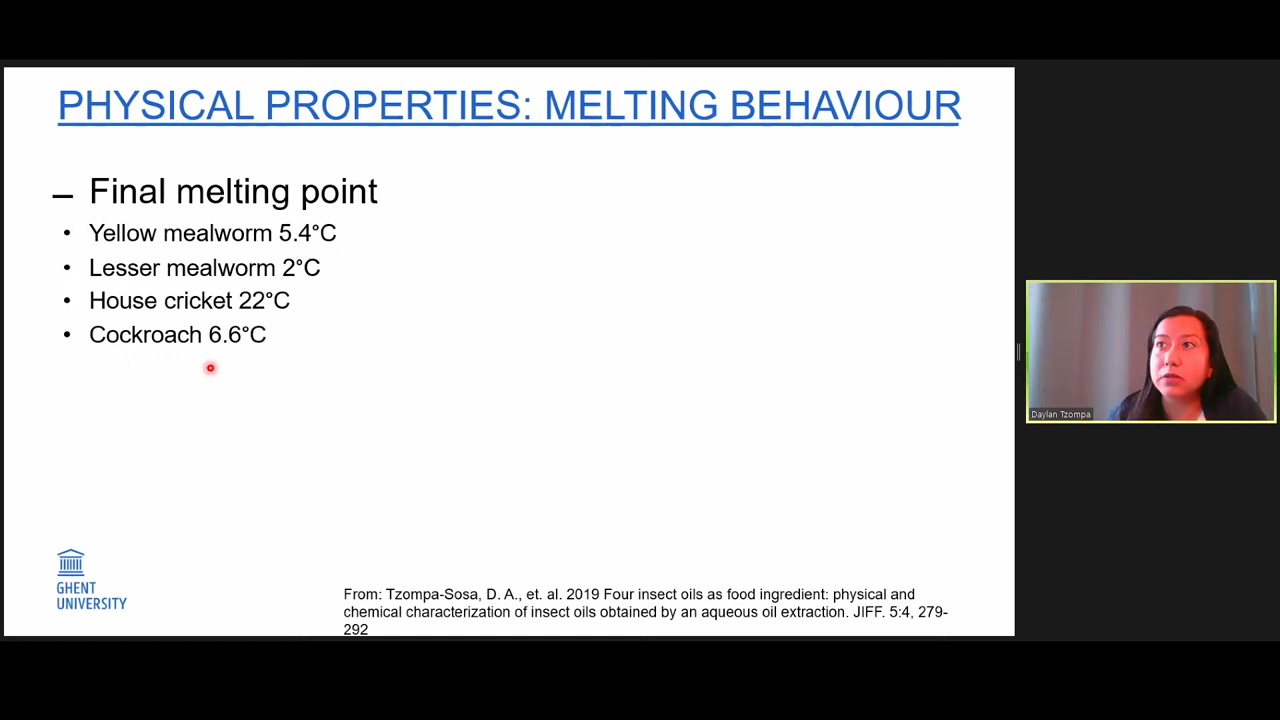 PHYSICAL PROPERTIES: MELTING BEHAVIOUR
– Final melting point
• Yellow mealworm 5.4°C
• Lesser mealworm 2°C
• House cricket 22°C
• Cockroach 6.6°C
Daylan Tzompa
GHENT
UNIVERSITY
From: Tzompa-Sosa, D. A., et. al. 2019 Four insect oils as food ingredient: physical and
chemical characterization of insect oils obtained by an aqueous oil extraction. JIFF. 5:4, 279-
292